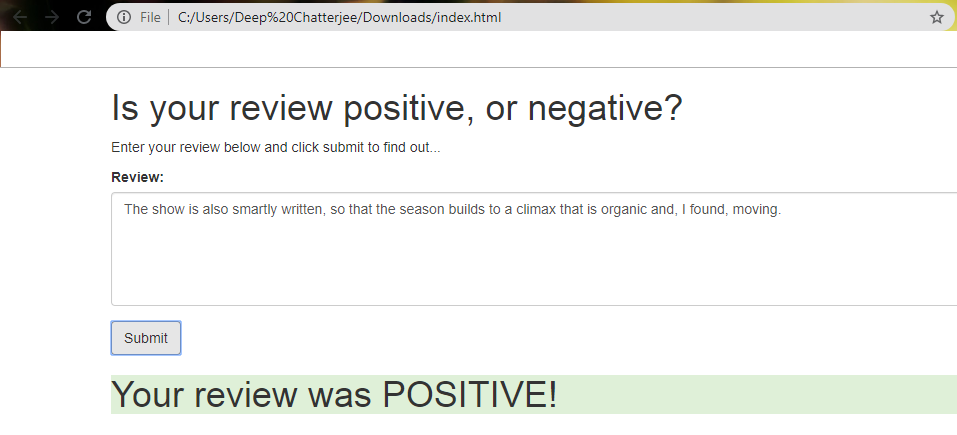 File C:/Users/Deep%20Chatterjee/Downloads/index.html
Is your review positive, or negative?
Enter your review below and click submit to find out...
Review:
The show is also smartly written, so that the season builds to a climax that is organic and, I found, moving.
Submit
Your review was POSITIVE!